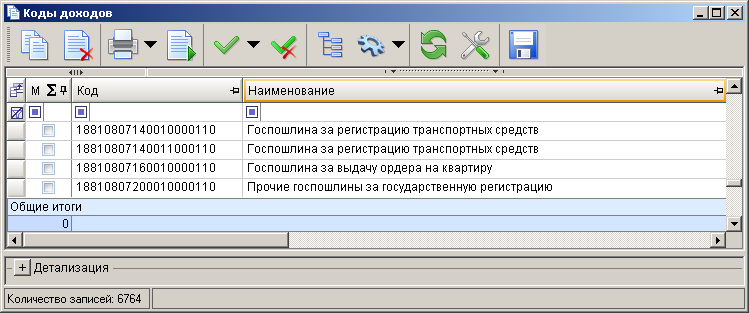 Коды доходов
М Σ Код Наименование
18810807140010000110 Госпошлина за регистрацию транспортных средств
18810807140011000110 Госпошлина за регистрацию транспортных средств
18810807160010000110 Госпошлина за выдачу ордера на квартиру
18810807200010000110 Прочие госпошлины за государственную регистрацию
Общие итоги
0
Детализация
Количество записей: 6764